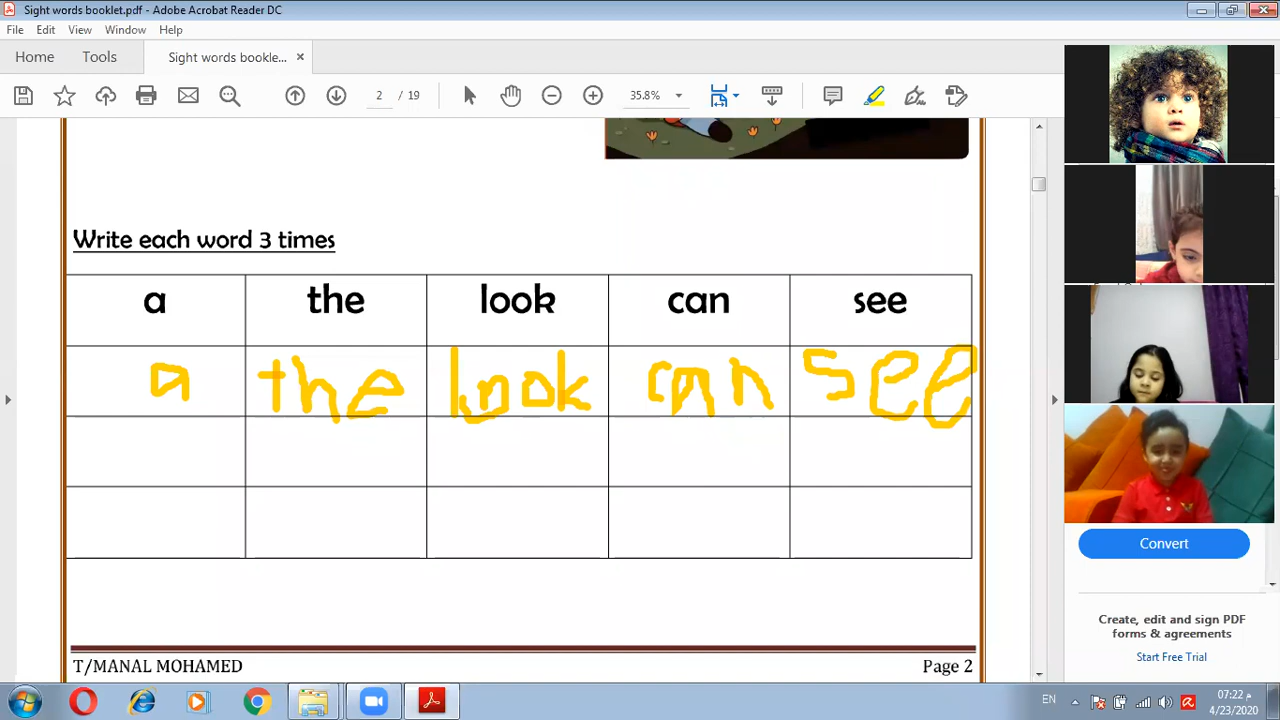 Sight words booklet.pdf - Adobe Acrobat Reader DC
File Edit View Window Help
Home Tools Sight words bookle... ×
2 / 19 35.8%
Write each word 3 times
a the look can see
a the look can see
Convert
Create, edit and sign PDF
forms & agreements
Start Free Trial
T/MANAL MOHAMED Page 2
EN 07:22 م
4/23/2020